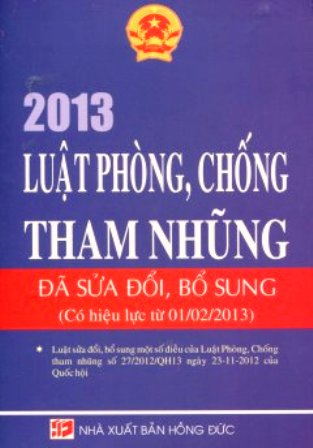 2013
LUẬT PHÒNG, CHỐNG
THAM NHŨNG
ĐÃ SỬA ĐỔI, BỔ SUNG
(Có hiệu lực từ 01/02/2013)
* Luật sửa đổi, bổ sung một số điều của Luật Phòng, Chống
tham nhũng số 27/2012/QH13 ngày 23-11-2012 của
Quốc hội
NHÀ XUẤT BẢN HỒNG ĐỨC